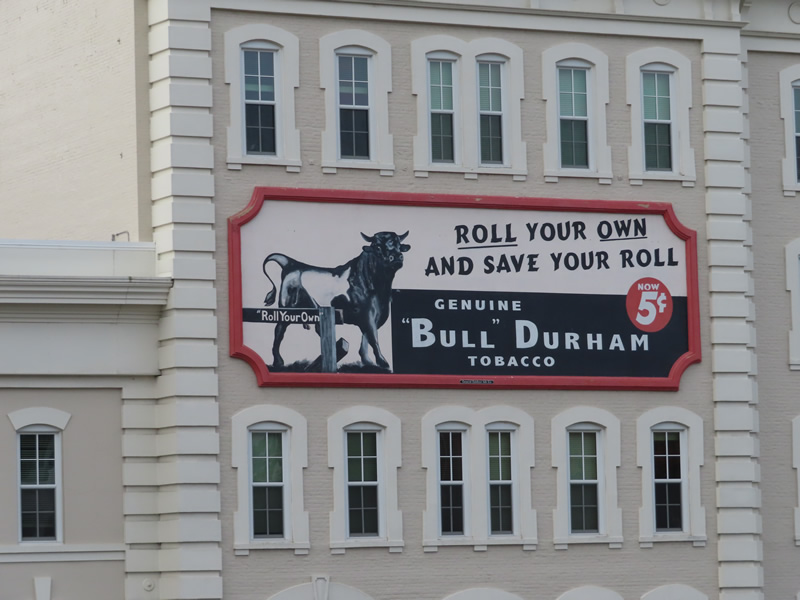 ROLL YOUR OWN
AND SAVE YOUR ROLL
NOW
5¢
"Roll Your Own
GENUINE
"BULL" DURHAM
TOBACCO